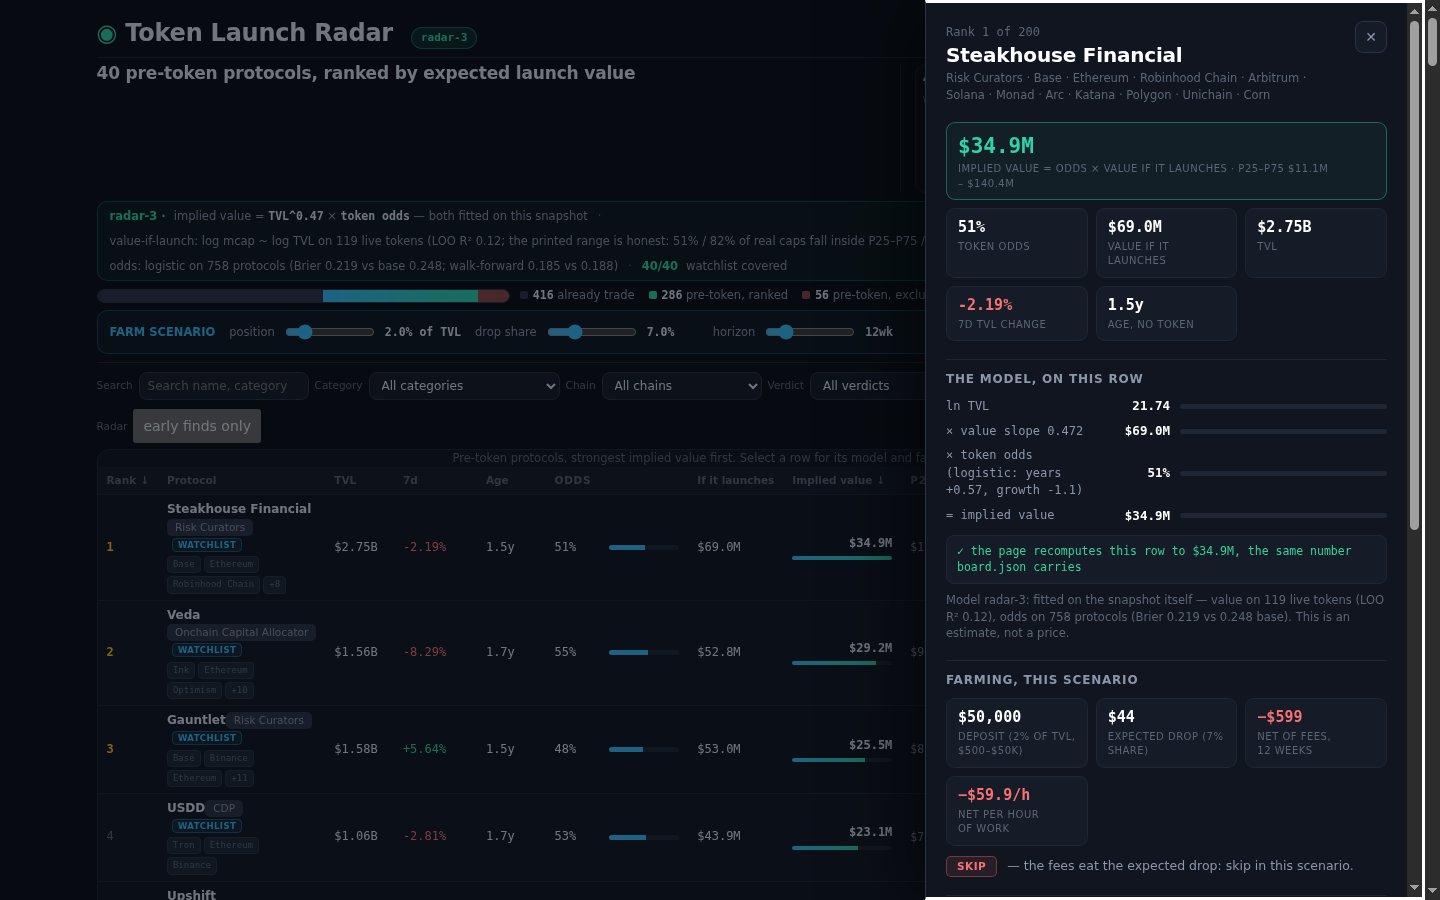 ◉ Token Launch Radar radar-3
40 pre-token protocols, ranked by expected launch value
radar-3 · implied value = TVL^0.47 × token odds — both fitted on this snapshot ·
value-if-launch: log mcap ~ log TVL on 119 live tokens (LOO R² 0.12; the printed range is honest: 51% / 82% of real caps fall inside P25–P75 /
odds: logistic on 758 protocols (Brier 0.219 vs base 0.248; walk-forward 0.185 vs 0.188) · 40/40 watchlist covered
416 already trade 286 pre-token, ranked 56 pre-token, exclu
FARM SCENARIO position 2.0% of TVL drop share 7.0% horizon 12wk
Search Search name, category Category All categories Chain All chains Verdict All verdicts
Radar early finds only
Pre-token protocols, strongest implied value first. Select a row for its model and fa
Rank ↓ Protocol TVL 7d Age ODDS If it launches Implied value ↓ P2
Steakhouse Financial
Risk Curators
WATCHLIST
1 $2.75B -2.19% 1.5y 51% $69.0M $34.9M $1
Base Ethereum
Robinhood Chain +8
Veda
Onchain Capital Allocator
WATCHLIST
2 $1.56B -8.29% 1.7y 55% $52.8M $29.2M $9
Ink Ethereum
Optimism +10
Gauntlet Risk Curators
WATCHLIST
3 $1.58B +5.64% 1.5y 48% $53.0M $25.5M $8
Base Binance
Ethereum +11
USDD CDP
WATCHLIST
4 $1.06B -2.81% 1.7y 53% $43.9M $23.1M $7
Tron Ethereum
Binance
Upshift
Rank 1 of 200
Steakhouse Financial
Risk Curators · Base · Ethereum · Robinhood Chain · Arbitrum ·
Solana · Monad · Arc · Katana · Polygon · Unichain · Corn
✕
$34.9M
IMPLIED VALUE = ODDS × VALUE IF IT LAUNCHES · P25–P75 $11.1M
– $140.4M
51%
TOKEN ODDS
$69.0M
VALUE IF IT
LAUNCHES
$2.75B
TVL
-2.19%
7D TVL CHANGE
1.5y
AGE, NO TOKEN
THE MODEL, ON THIS ROW
ln TVL 21.74
× value slope 0.472 $69.0M
× token odds
(logistic: years
+0.57, growth -1.1) 51%
= implied value $34.9M
✓ the page recomputes this row to $34.9M, the same number
board.json carries
Model radar-3: fitted on the snapshot itself — value on 119 live tokens (LOO
R² 0.12), odds on 758 protocols (Brier 0.219 vs 0.248 base). This is an
estimate, not a price.
FARMING, THIS SCENARIO
$50,000
DEPOSIT (2% OF TVL,
$500–$50K)
$44
EXPECTED DROP (7%
SHARE)
−$599
NET OF FEES,
12 WEEKS
−$59.9/h
NET PER HOUR
OF WORK
SKIP — the fees eat the expected drop: skip in this scenario.